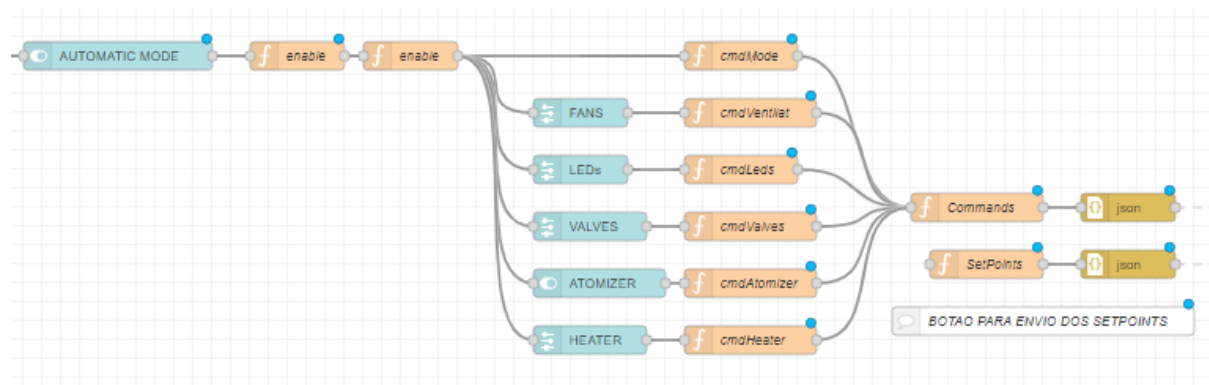 AUTOMATIC MODE
enable
enable
cmdMode
FANS
cmdVentilat
LEDs
cmdLeds
VALVES
cmdValves
ATOMIZER
cmdAtomizer
HEATER
cmdHeater
Commands
json
SetPoints
json
BOTAO PARA ENVIO DOS SETPOINTS